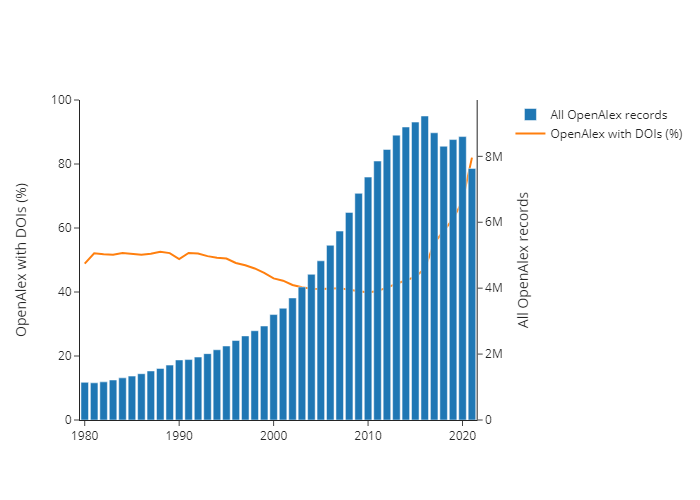 100
80
60
40
20
0
OpenAlex with DOIs (%)
1980
1990
2000
2010
2020
8M
6M
4M
2M
0
All OpenAlex records
All OpenAlex records
OpenAlex with DOIs (%)